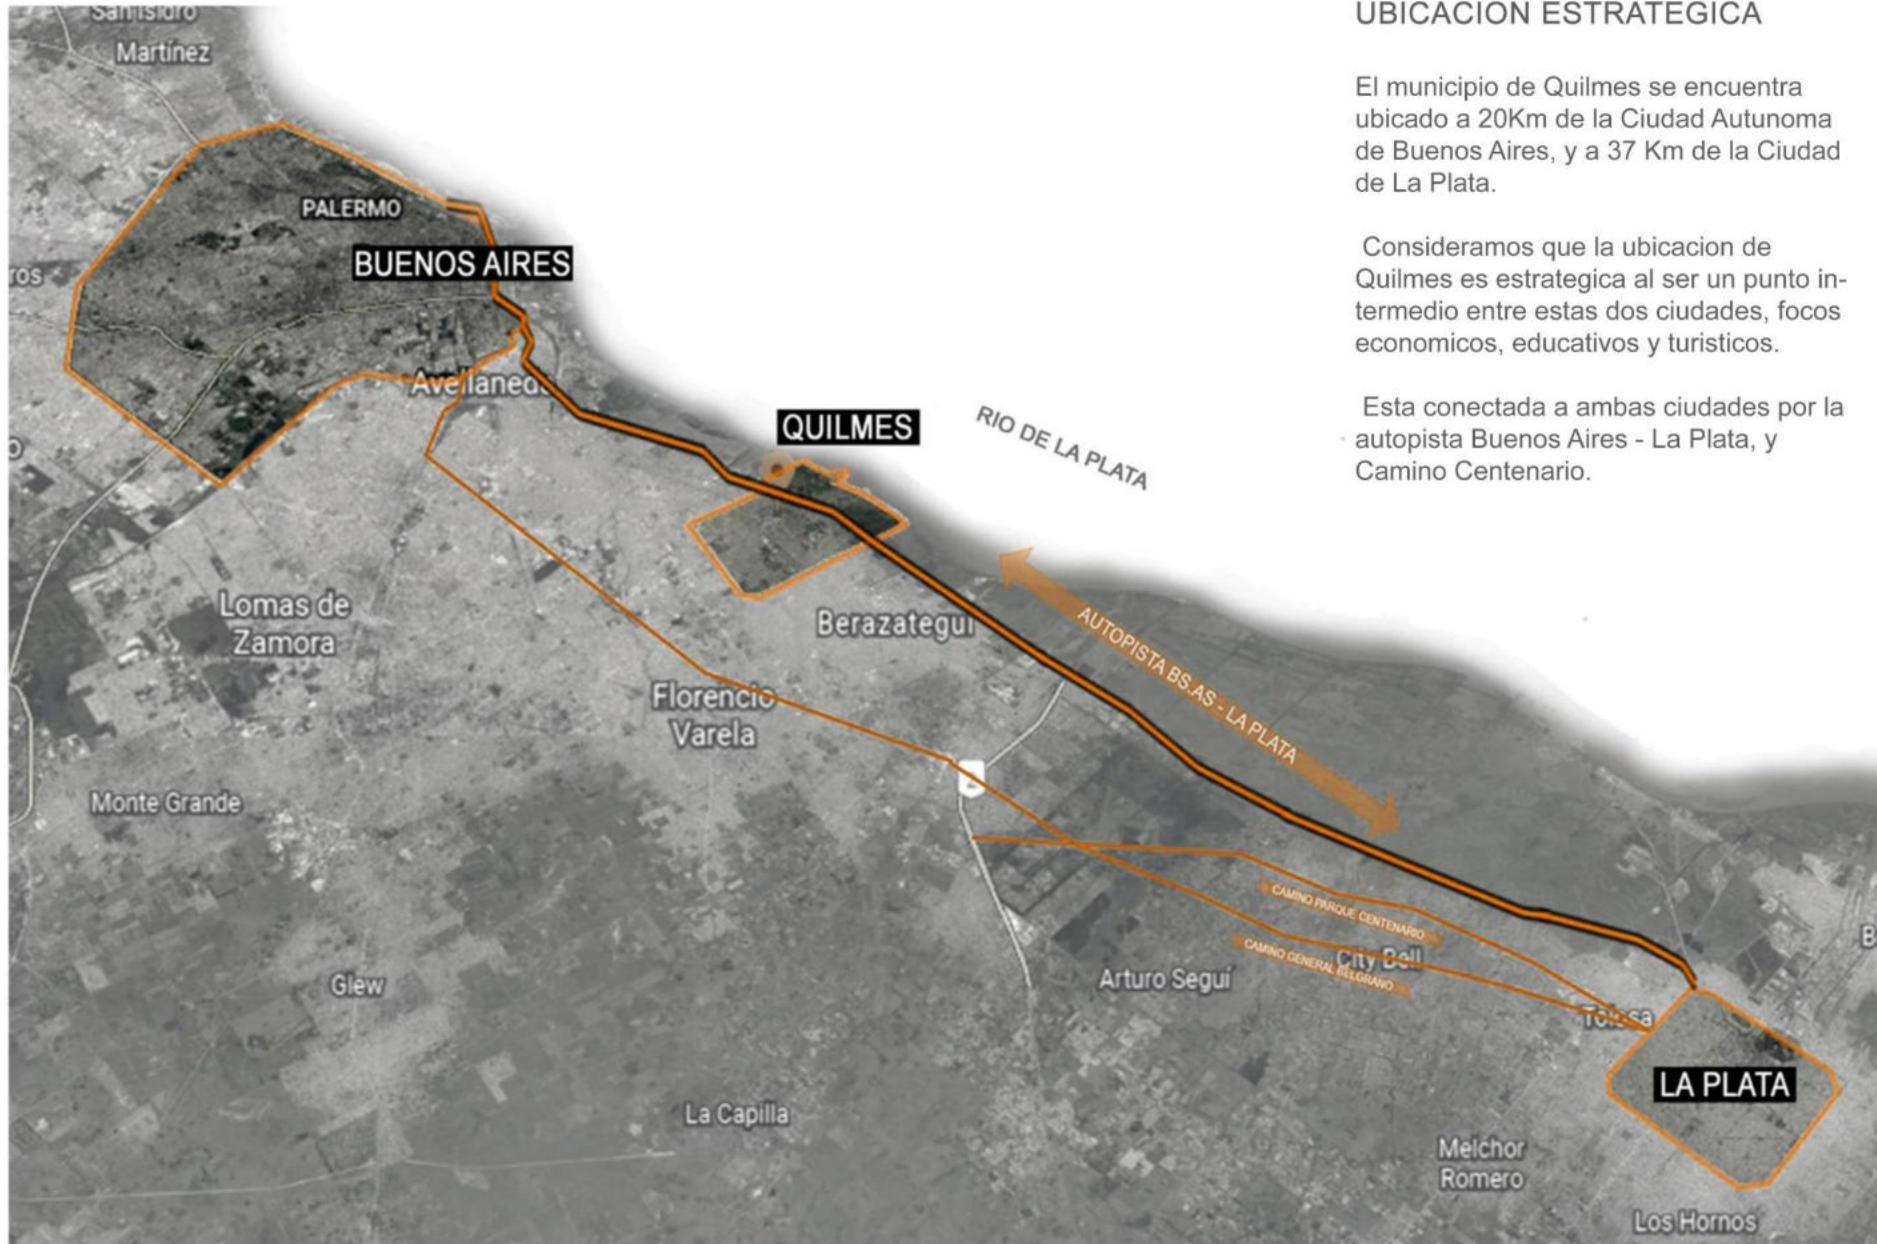 San Isidro
Martínez
UBICACION ESTRATEGICA
El municipio de Quilmes se encuentra
ubicado a 20Km de la Ciudad Autunoma
de Buenos Aires, y a 37 Km de la Ciudad
de La Plata.
Consideramos que la ubicacion de
Quilmes es estrategica al ser un punto in-
termedio entre estas dos ciudades, focos
economicos, educativos y turisticos.
Esta conectada a ambas ciudades por la
autopista Buenos Aires - La Plata, y
Camino Centenario.
PALERMO
BUENOS AIRES
ros
Avellaneda
QUILMES
RIO DE LA PLATA
o
Lomas de
Zamora
Berazategui
AUTOPISTA BS.AS - LA PLATA
Florencio
Varela
Monte Grande
CAMINO PARQUE CENTENARIO
CAMINO GENERAL BELGRANO
City Bell
Arturo Seguí
Glew
B
Tolosa
LA PLATA
La Capilla
Melchor
Romero
Los Hornos